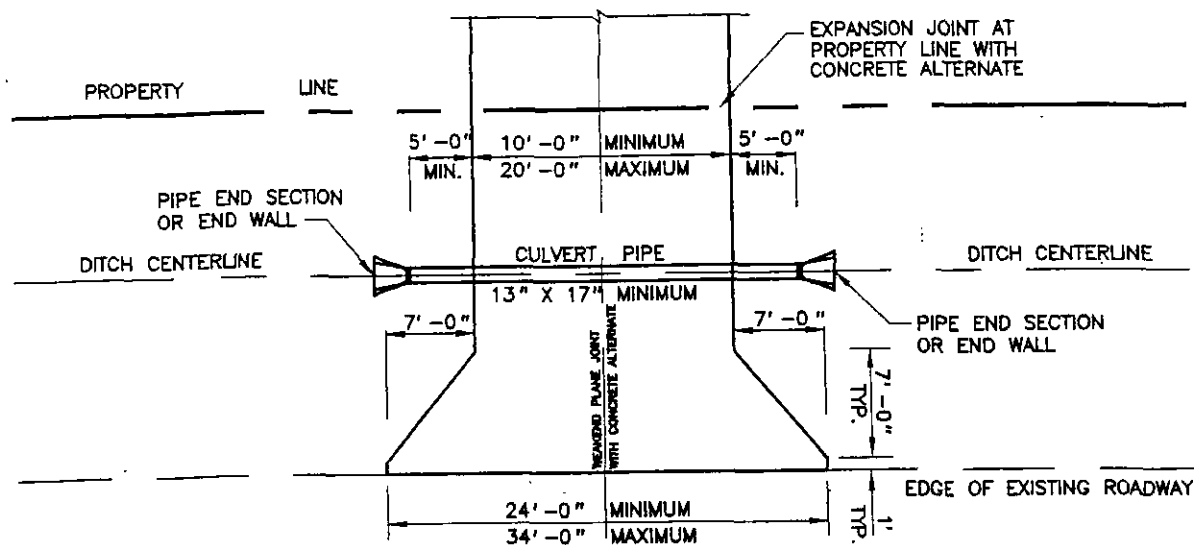 EXPANSION JOINT AT
PROPERTY LINE WITH
CONCRETE ALTERNATE
PROPERTY LINE
5'-0" 10'-0" MINIMUM 5'-0"
MIN. 20'-0" MAXIMUM MIN.
PIPE END SECTION
OR END WALL
DITCH CENTERLINE CULVERT PIPE DITCH CENTERLINE
13" X 17" MINIMUM
7'-0" 7'-0"
PIPE END SECTION
OR END WALL
WEAKEND PLANE JOINT
WITH CONCRETE ALTERNATE
7'-0"
TYP.
EDGE OF EXISTING ROADWAY
24'-0" MINIMUM
34'-0" MAXIMUM
1'
TYP.